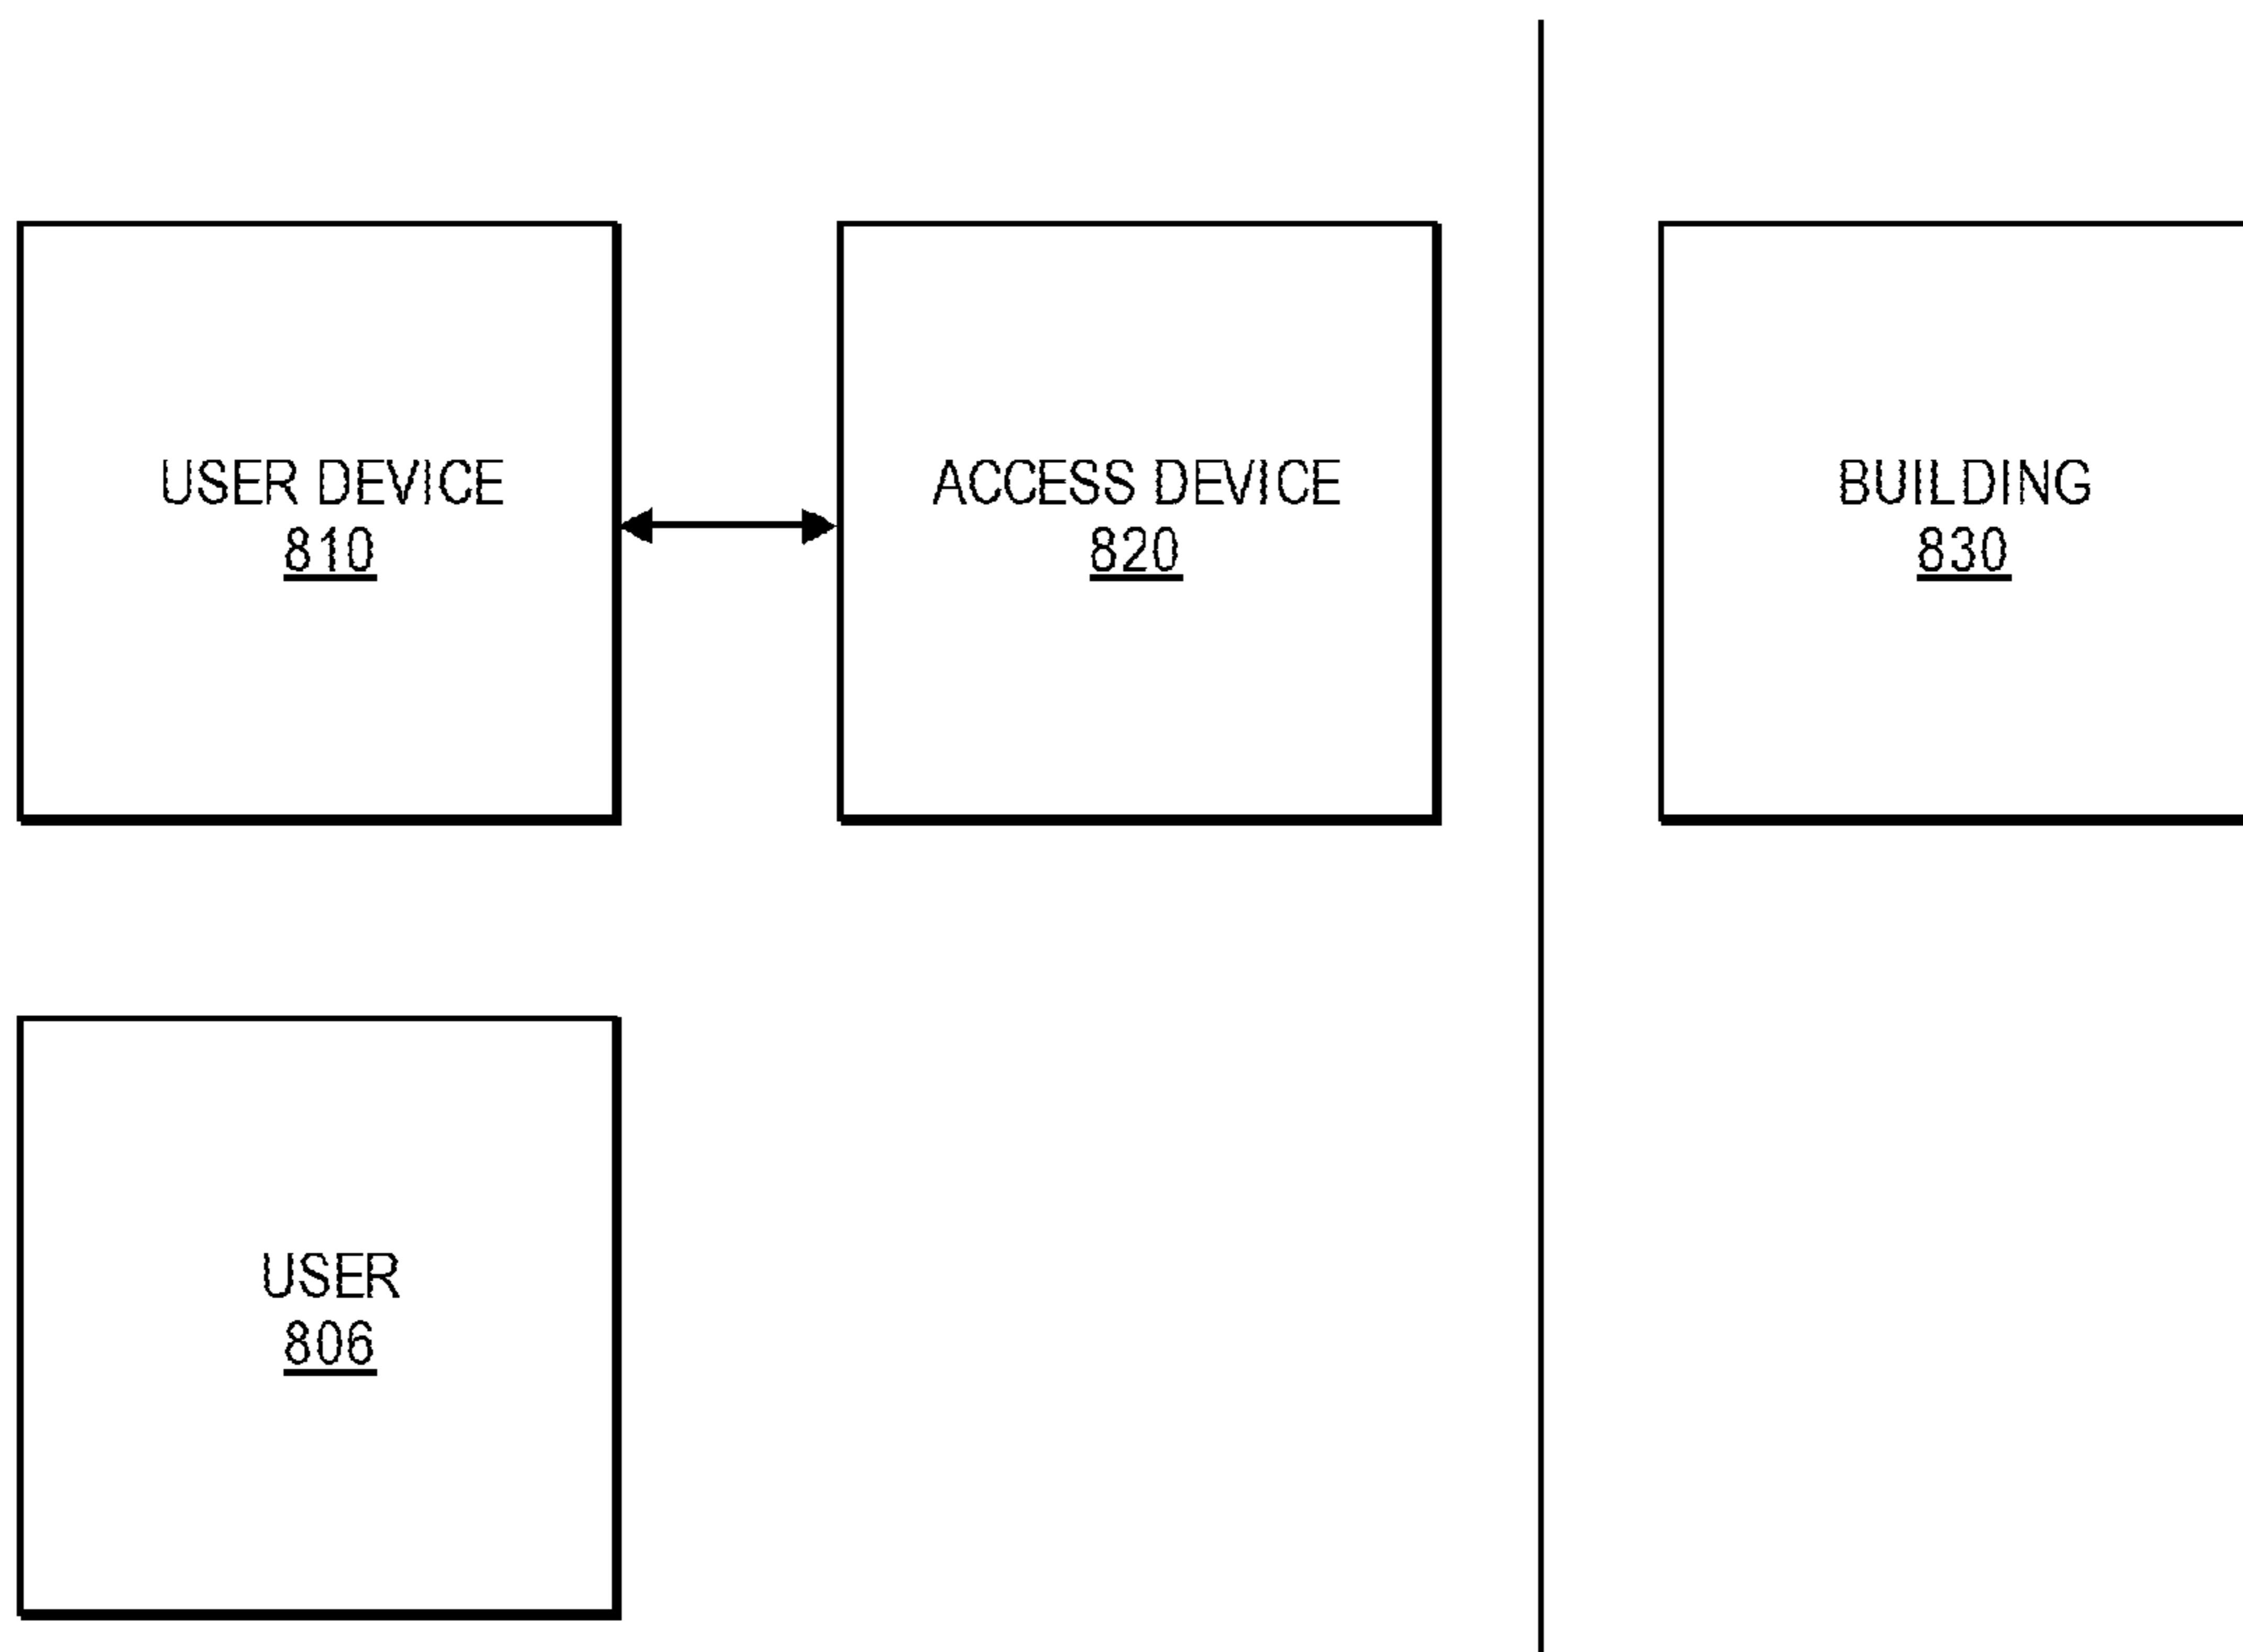 USER DEVICE
810
ACCESS DEVICE
820
BUILDING
830
USER
806